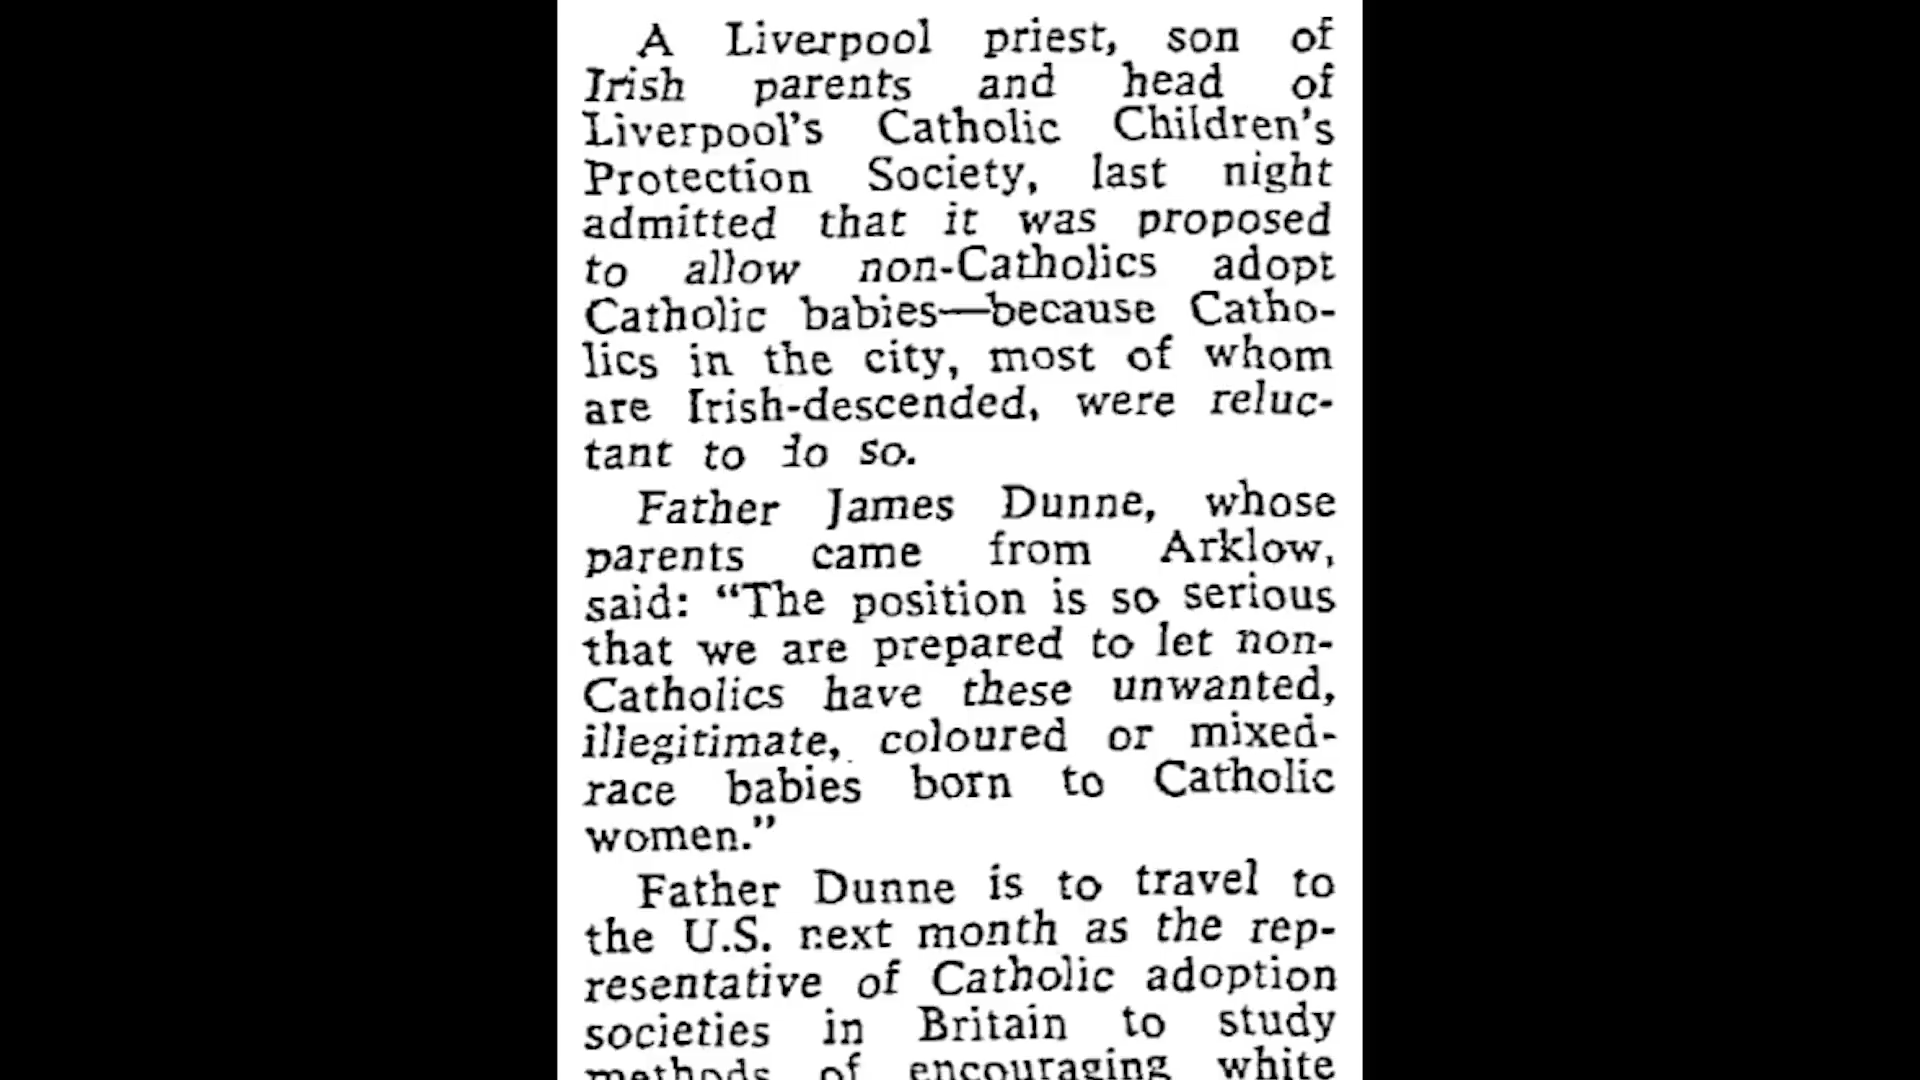 A Liverpool priest, son of
Irish parents and head of
Liverpool's Catholic Children's
Protection Society, last night
admitted that it was proposed
to allow non-Catholics adopt
Catholic babies—because Catho-
lics in the city, most of whom
are Irish-descended, were reluc-
tant to do so.
Father James Dunne, whose
parents came from Arklow,
said: “The position is so serious
that we are prepared to let non-
Catholics have these unwanted,
illegitimate, coloured or mixed-
race babies born to Catholic
women.”
Father Dunne is to travel to
the U.S. next month as the rep-
resentative of Catholic adoption
societies in Britain to study
methods of encouraging white